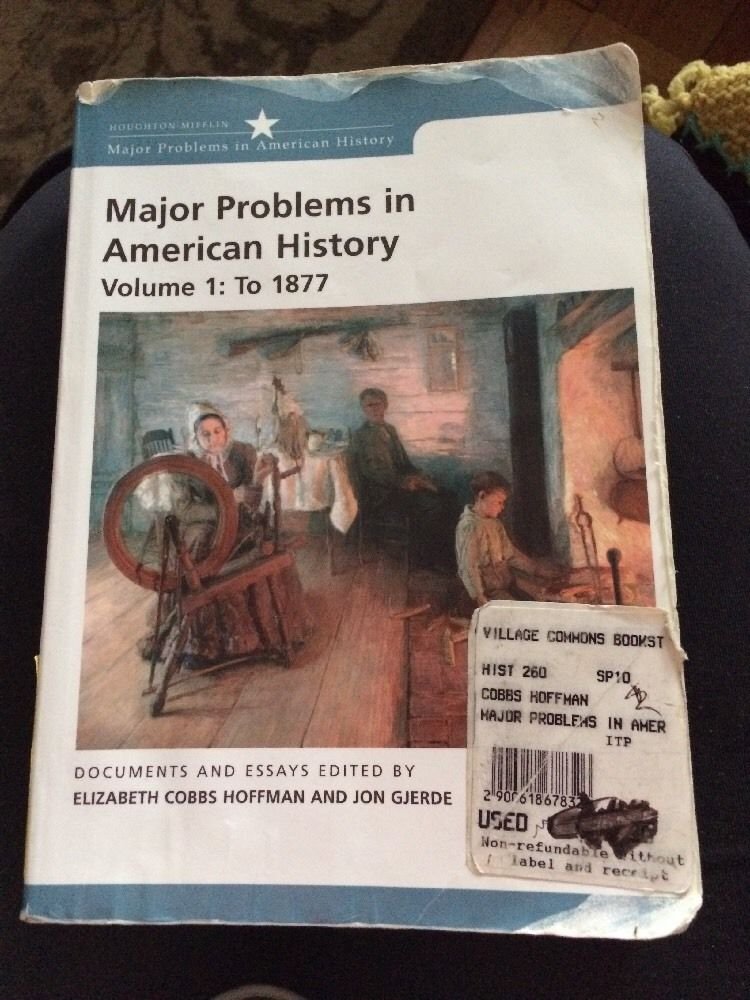 HOUGHTON MIFFLIN
Major Problems in American History
Major Problems in
American History
Volume 1: To 1877
DOCUMENTS AND ESSAYS EDITED BY
ELIZABETH COBBS HOFFMAN AND JON GJERDE
VILLAGE COMMONS BOOKST
HIST 260 SP10
COBBS HOFFMAN
MAJOR PROBLEMS IN AMER
ITP
USED
Non-refundable without
label and receipt